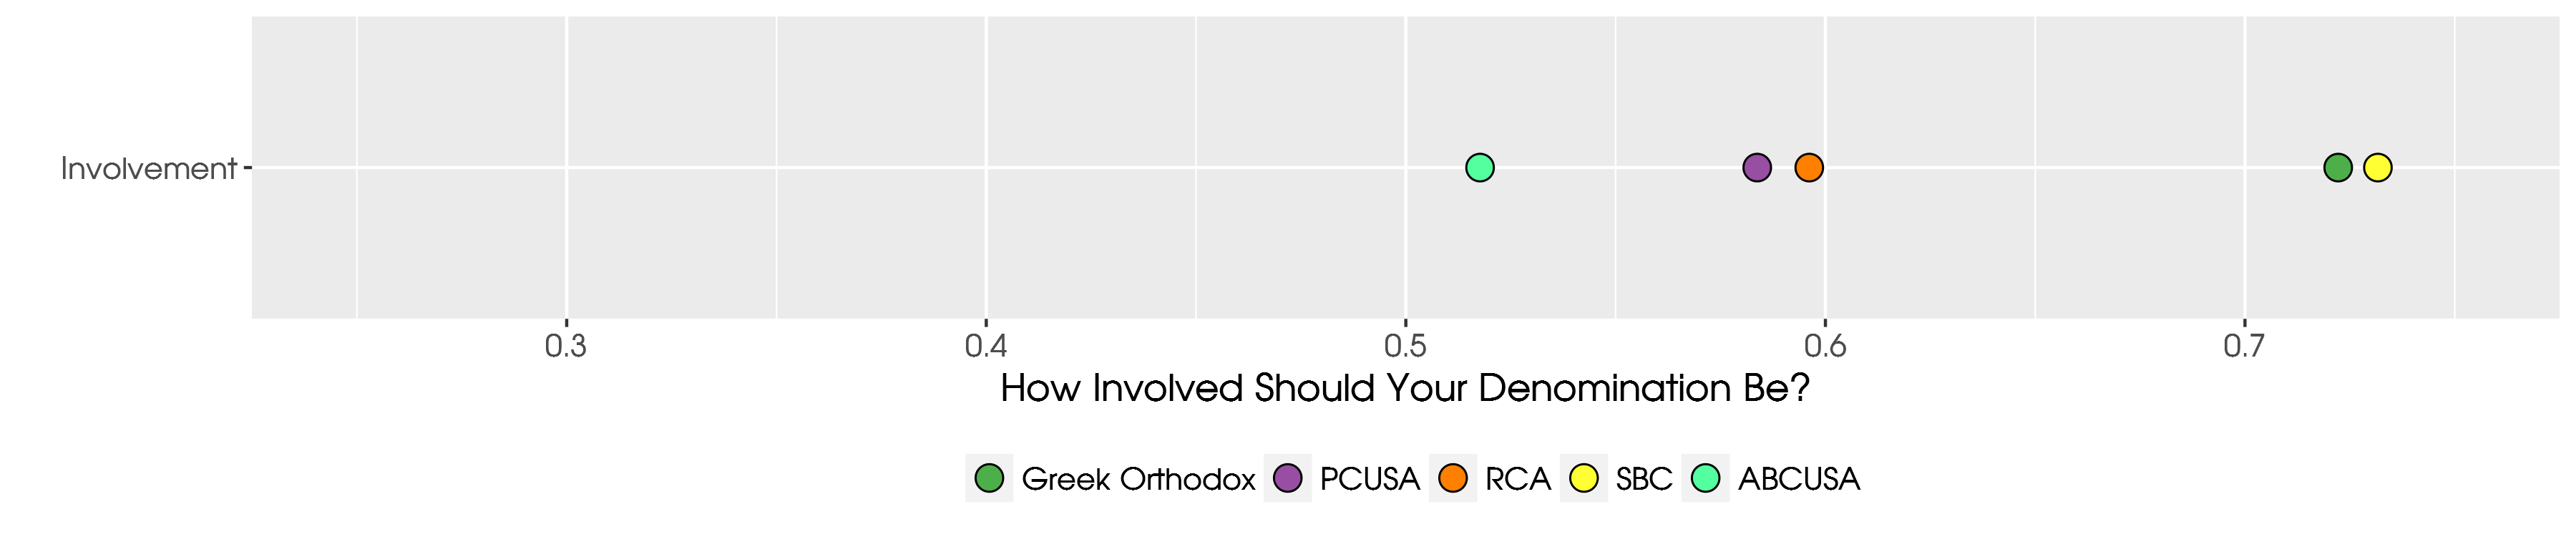 Involvement
0.3 0.4 0.5 0.6 0.7
How Involved Should Your Denomination Be?
Greek Orthodox PCUSA RCA SBC ABCUSA